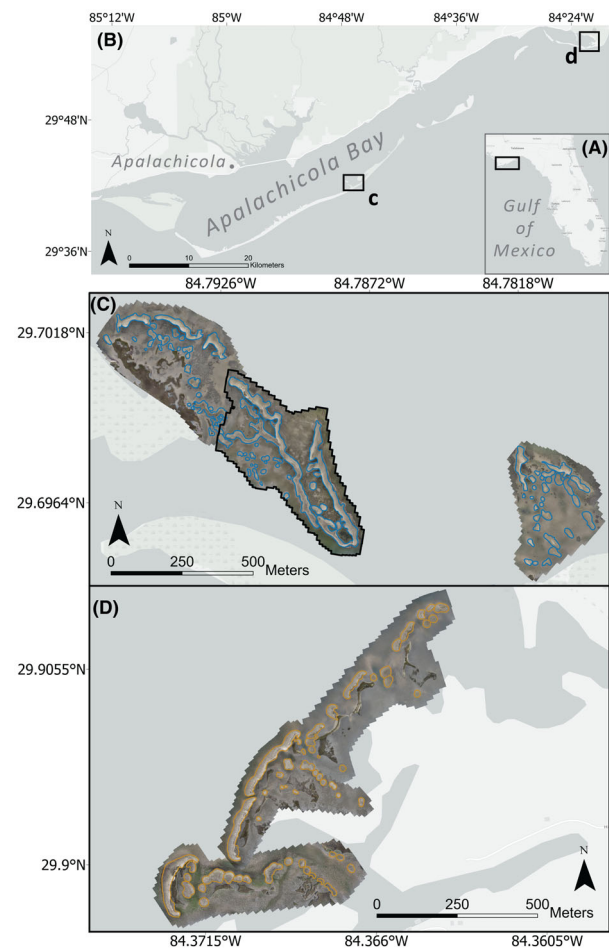 85°12'W 85°W 84°48'W 84°36'W 84°24'W
(B)
d
29°48'N
Apalachicola
Apalachicola Bay
c
(A)
Gulf
of
Mexico
29°36'N
N
0 10 20
Kilometers
84.7926°W 84.7872°W 84.7818°W
(C)
29.7018°N
29.6964°N
N
0 250 500
Meters
(D)
29.9055°N
29.9°N
N
0 250 500
Meters
84.3715°W 84.366°W 84.3605°W